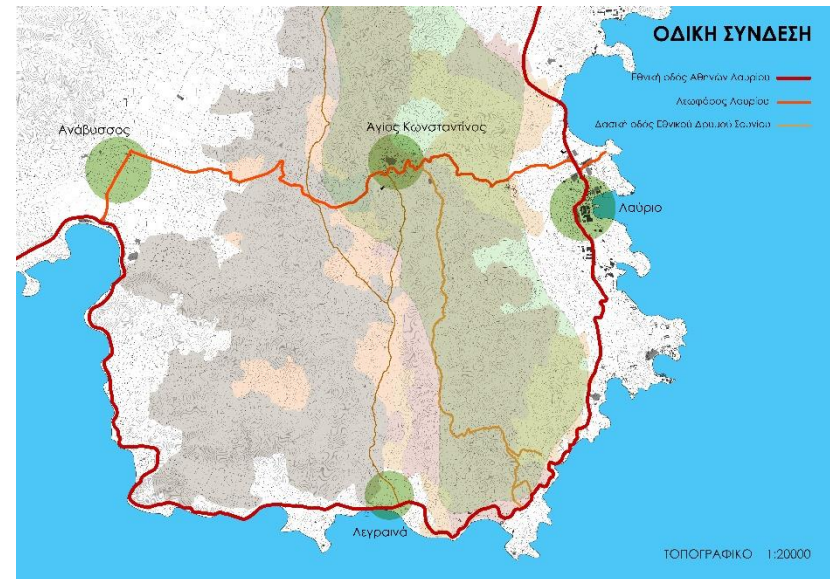 ΟΔΙΚΗ ΣΥΝΔΕΣΗ
Εθνική οδός Αθηνών Λαυρίου
Λεωφόρος Λαυρίου
Δασική οδός Εθνικού Δρυμού Σουνίου
Ανάβυσσος
Άγιος Κωνσταντίνος
Λαύριο
Λεγραινά
ΤΟΠΟΓΡΑΦΙΚΟ 1:20000